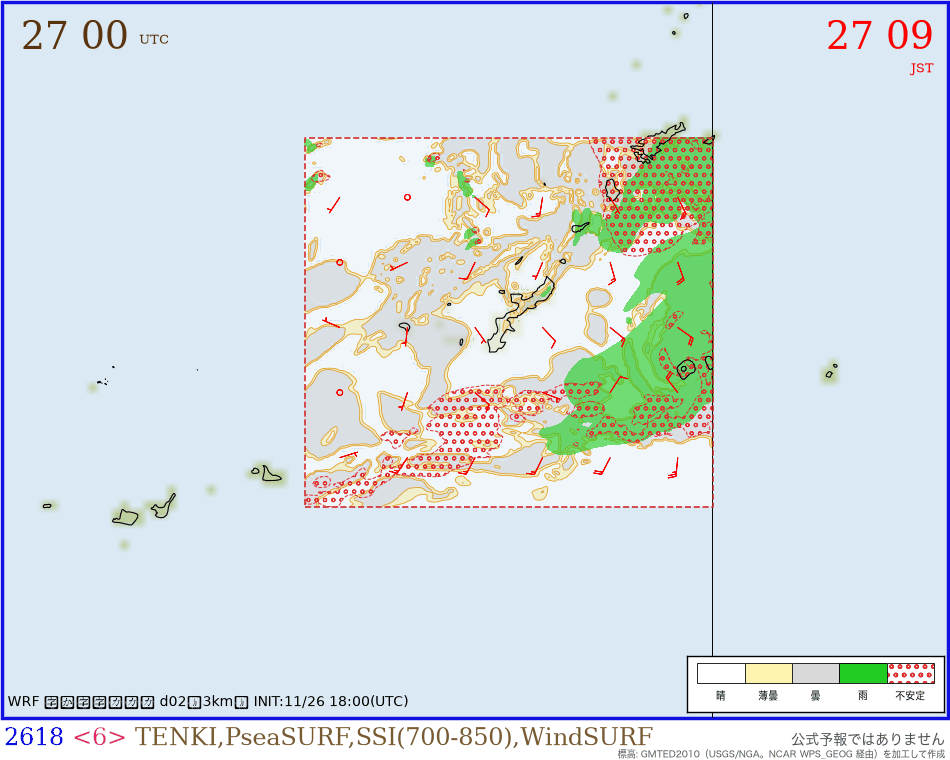 27 00 UTC
27 09
JST
晴 薄曇 曇 雨 不安定
WRF d02 3km INIT:11/26 18:00(UTC)
2618 <6> TENKI,PseaSURF,SSI(700-850),WindSURF
公式予報ではありません
標高: GMTED2010（USGS/NGA。NCAR WPS_GEOG 経由）を加工して作成